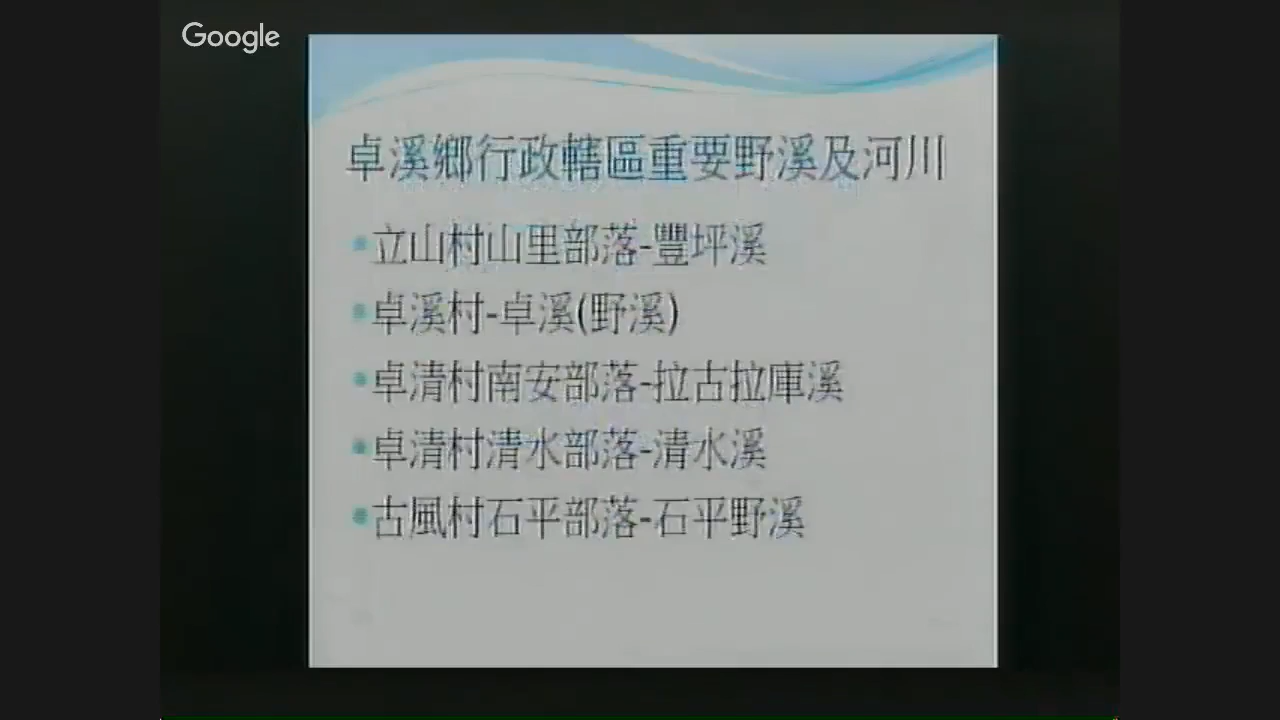 Google
卓溪鄉行政轄區重要野溪及河川
立山村山里部落-豐坪溪
卓溪村-卓溪(野溪)
卓清村南安部落-拉古拉庫溪
卓清村清水部落-清水溪
古風村石平部落-石平野溪